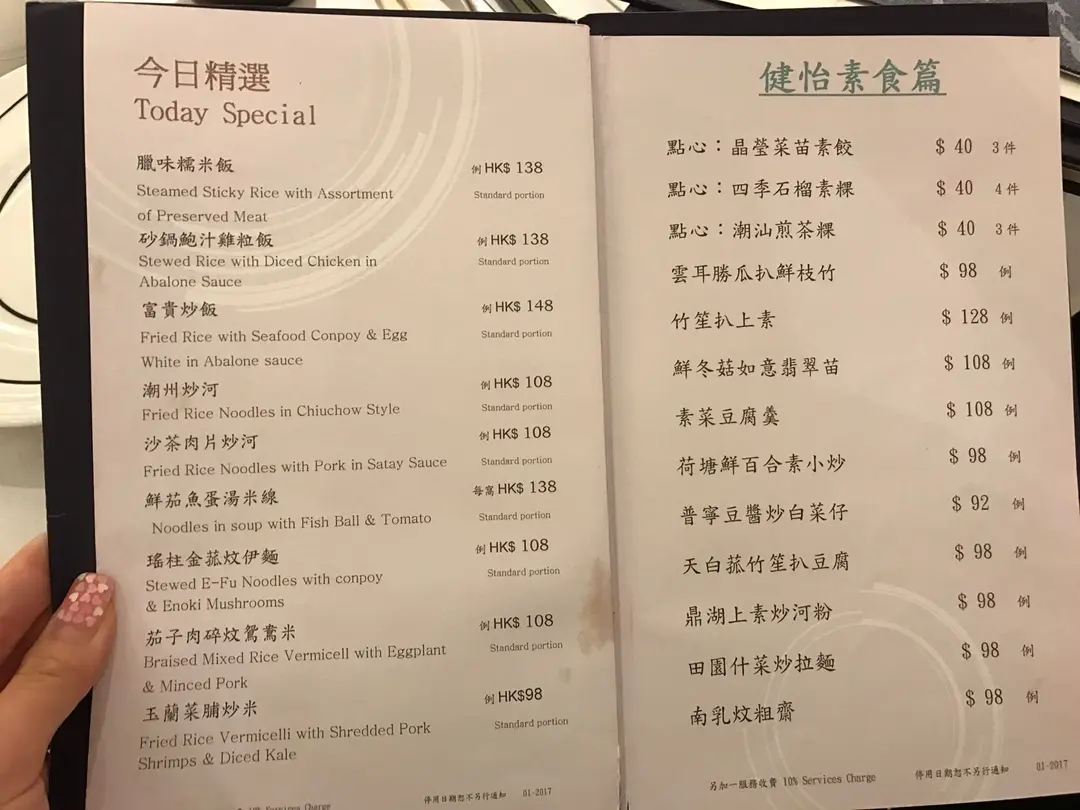 今日精選
Today Special
臘味糯米飯 例 HK$ 138
Steamed Sticky Rice with Assortment Standard portion
of Preserved Meat
砂鍋鮑汁雞粒飯 例 HK$ 138
Stewed Rice with Diced Chicken in Standard portion
Abalone Sauce
富貴炒飯 例 HK$ 148
Fried Rice with Seafood Conpoy & Egg Standard portion
White in Abalone sauce
潮州炒河 例 HK$ 108
Fried Rice Noodles in Chiuchow Style Standard portion
沙茶肉片炒河 例 HK$ 108
Fried Rice Noodles with Pork in Satay Sauce Standard portion
鮮茄魚蛋湯米線 每窩 HK$ 138
Noodles in soup with Fish Ball & Tomato Standard portion
瑤柱金菰炆伊麵 例 HK$ 108
Stewed E-Fu Noodles with conpoy Standard portion
& Enoki Mushrooms
茄子肉碎炆鴛鴦米 例 HK$ 108
Braised Mixed Rice Vermicell with Eggplant Standard portion
& Minced Pork
玉蘭菜脯炒米 例 HK$98
Fried Rice Vermicelli with Shredded Pork Standard portion
Shrimps & Diced Kale
10% Services Charge 停用日期恕不另行通知 01-2017
健怡素食篇
點心：晶瑩菜苗素餃 $ 40 3件
點心：四季石榴素粿 $ 40 4件
點心：潮汕煎茶粿 $ 40 3件
雲耳勝瓜扒鮮枝竹 $ 98 例
竹笙扒上素 $ 128 例
鮮冬菇如意翡翠苗 $ 108 例
素菜豆腐羹 $ 108 例
荷塘鮮百合素小炒 $ 98 例
普寧豆醬炒白菜仔 $ 92 例
天白菰竹笙扒豆腐 $ 98 例
鼎湖上素炒河粉 $ 98 例
田園什菜炒拉麵 $ 98 例
南乳炆粗齋 $ 98 例
另加一服務收費 10% Services Charge 停用日期恕不另行通知 01-2017